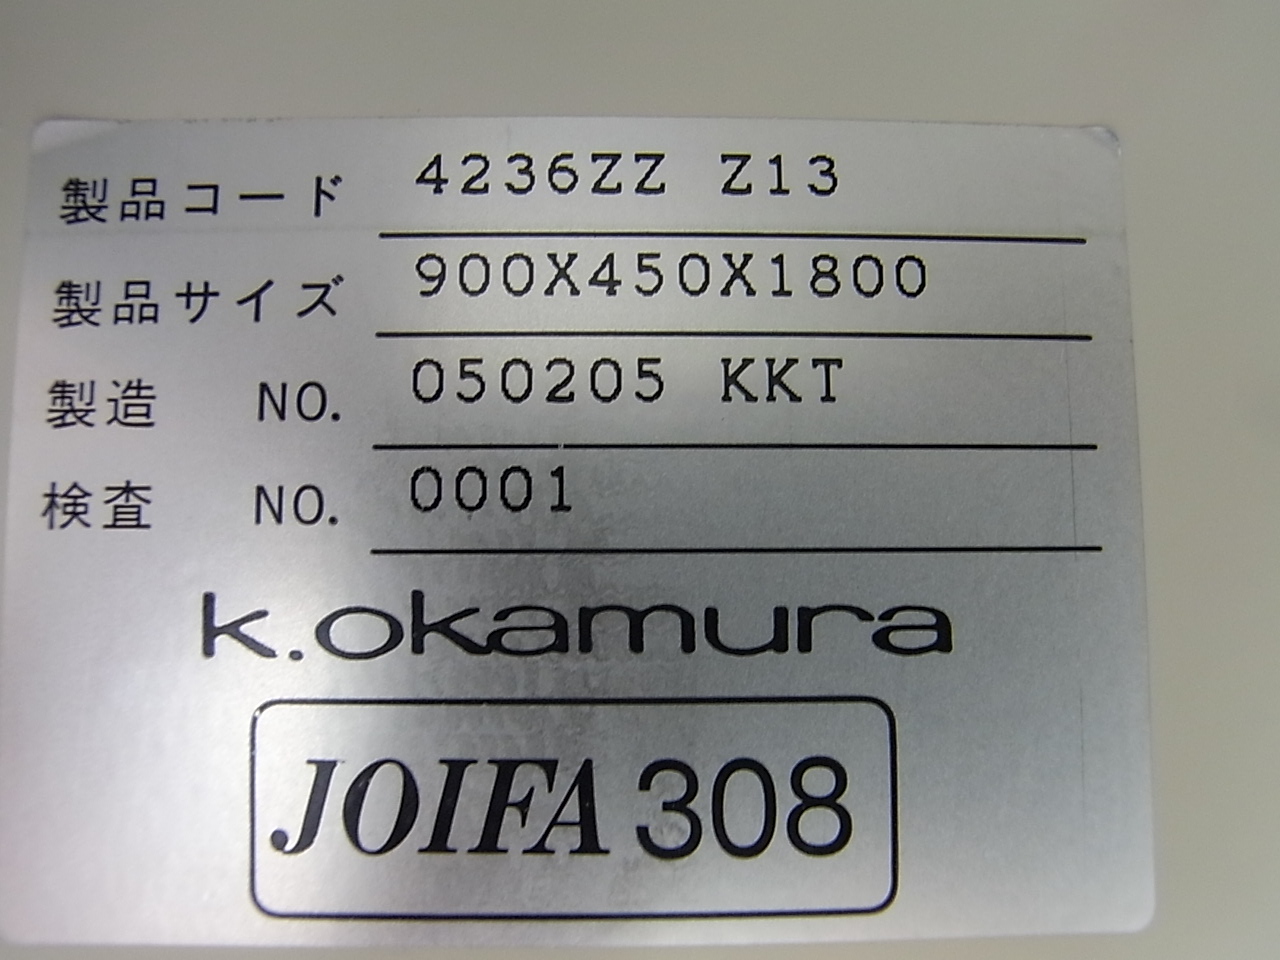 製品コード 4236ZZ Z13
製品サイズ 900X450X1800
製造 NO. 050205 KKT
検査 NO. 0001
k.okamura
JOIFA 308